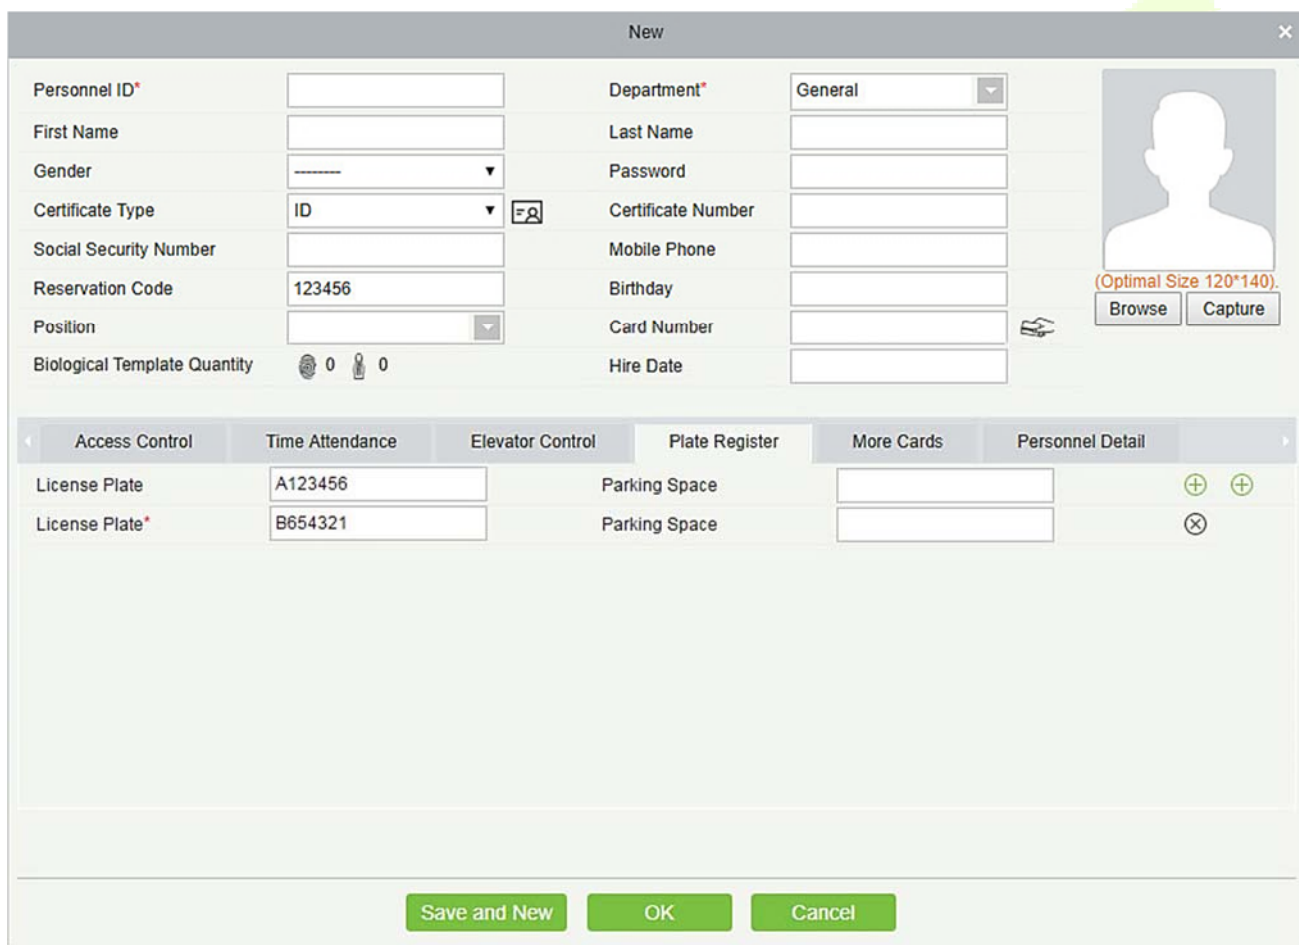 New
Personnel ID* Department* General
First Name Last Name
Gender -------- Password
Certificate Type ID Certificate Number
Social Security Number Mobile Phone
(Optimal Size 120*140).
Reservation Code 123456 Birthday
Browse Capture
Position Card Number
Biological Template Quantity 0 0 Hire Date
Access Control Time Attendance Elevator Control Plate Register More Cards Personnel Detail
License Plate A123456 Parking Space
License Plate* B654321 Parking Space
Save and New OK Cancel